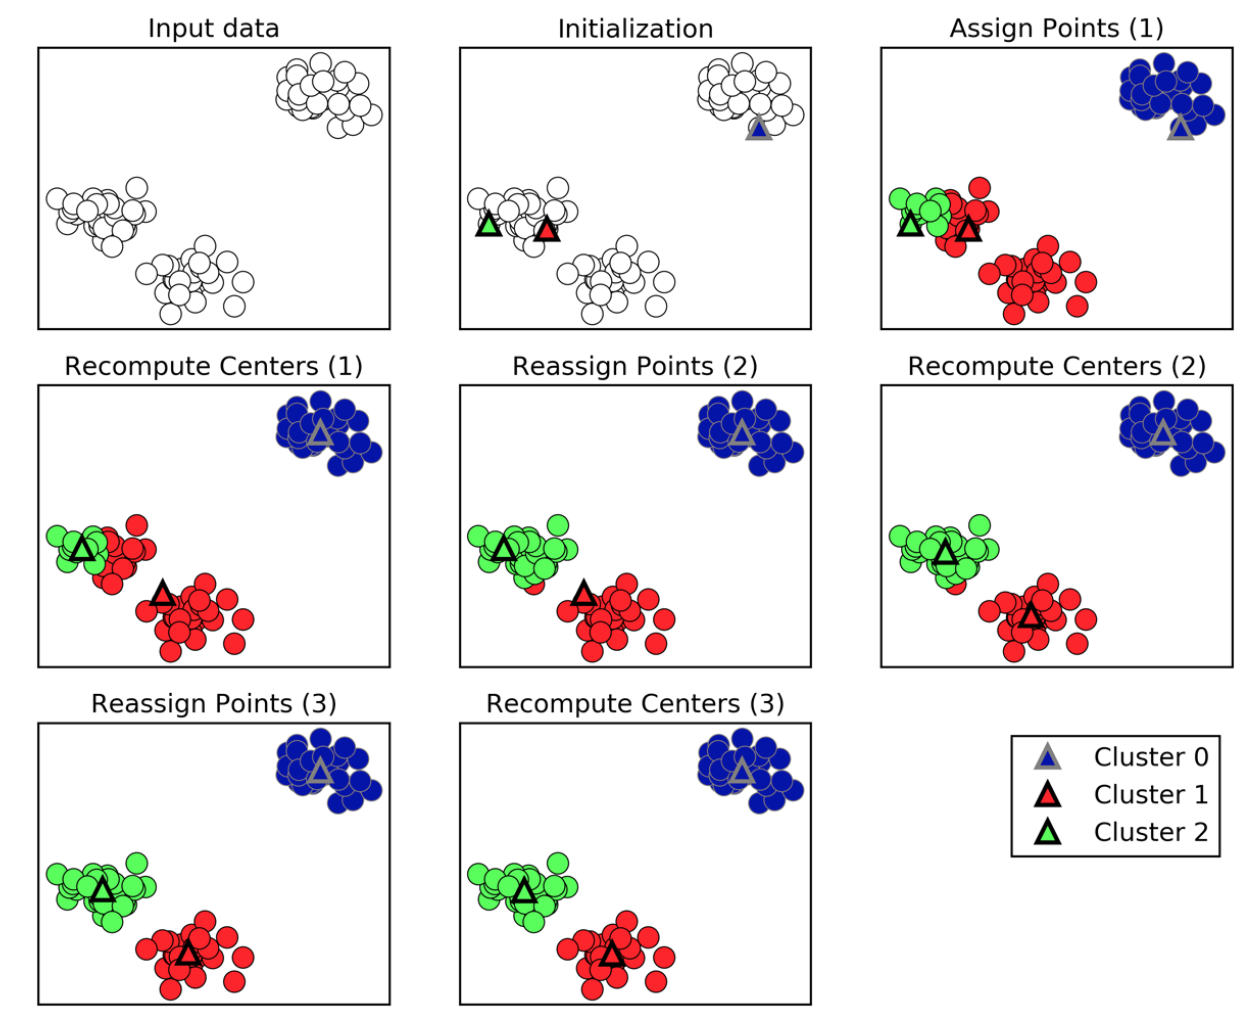 Input data
Initialization
Assign Points (1)
Recompute Centers (1)
Reassign Points (2)
Recompute Centers (2)
Reassign Points (3)
Recompute Centers (3)
Cluster 0
Cluster 1
Cluster 2